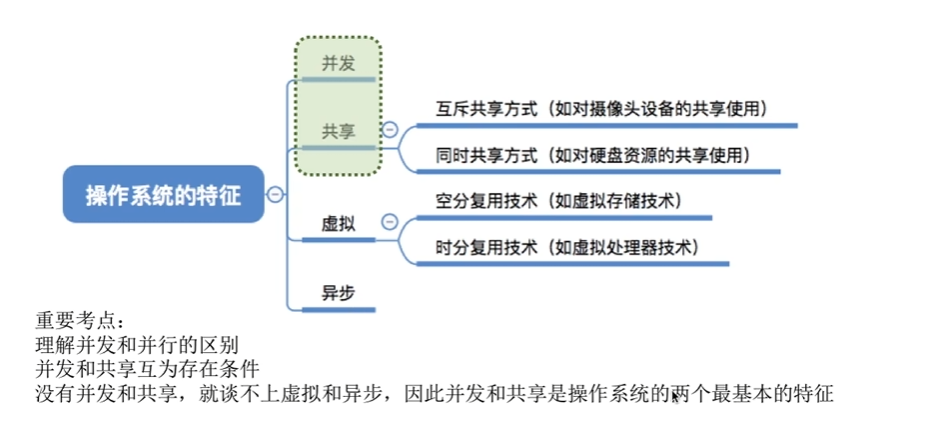 并发
共享
互斥共享方式（如对摄像头设备的共享使用）
同时共享方式（如对硬盘资源的共享使用）
操作系统的特征
虚拟
空分复用技术（如虚拟存储技术）
时分复用技术（如虚拟处理器技术）
异步
重要考点：
理解并发和并行的区别
并发和共享互为存在条件
没有并发和共享，就谈不上虚拟和异步，因此并发和共享是操作系统的两个最基本的特征